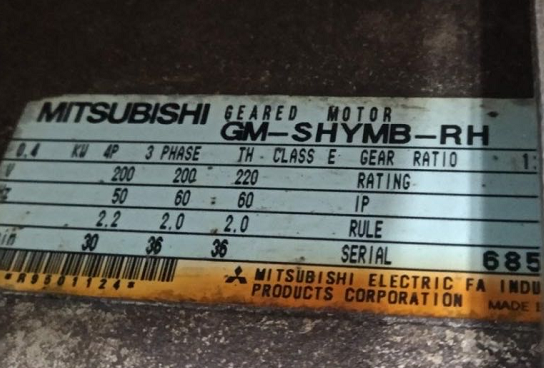 MITSUBISHI GEARED MOTOR
GM-SHYMB-RH
0.4 KW 4P 3 PHASE TH-CLASS E GEAR RATIO 1:
V 200 200 220 RATING
50 60 60 IP
2.2 2.0 2.0 RULE
30 36 36 SERIAL 685
*A9501124* MITSUBISHI ELECTRIC FA INDU
PRODUCTS CORPORATION MADE